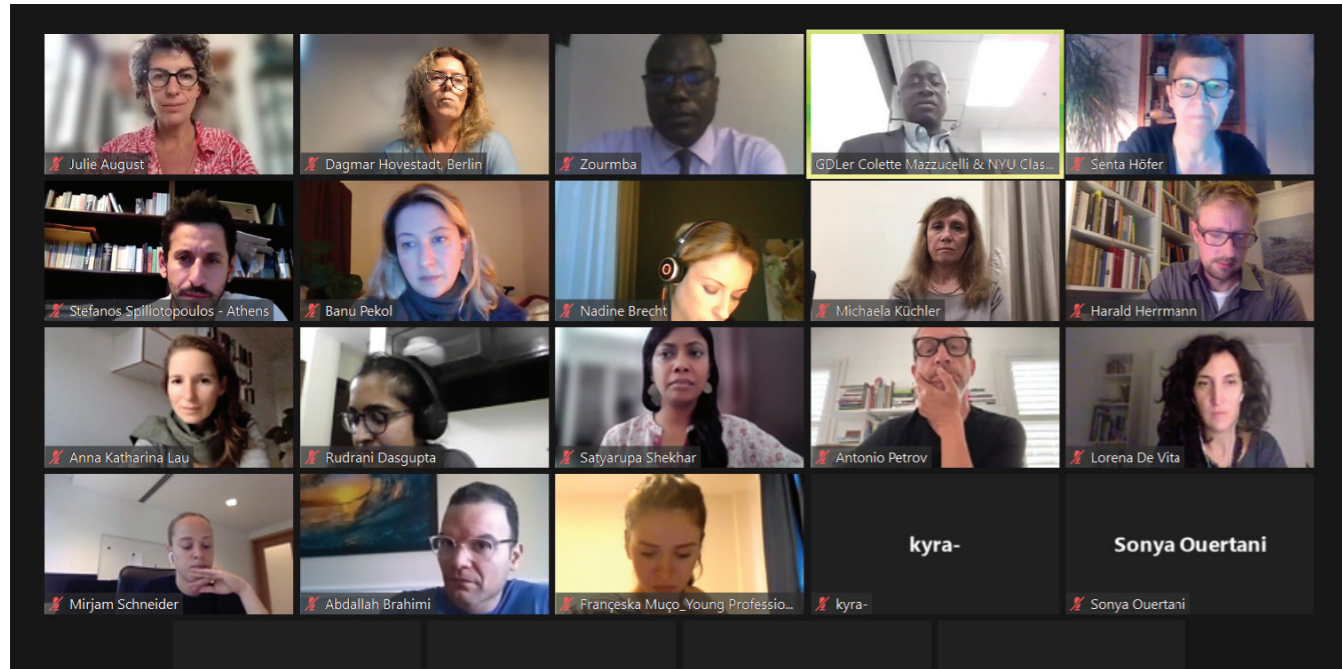 Julie August
Dagmar Hovestadt, Berlin
Zourmba
GDLer Colette Mazzucelli & NYU Clas...
Senta Höfer
Stefanos Spiliotopoulos - Athens
Banu Pekol
Nadine Brecht
Michaela Küchler
Harald Herrmann
Anna Katharina Lau
Rudrani Dasgupta
Satyarupa Shekhar
Antonio Petrov
Lorena De Vita
Mirjam Schneider
Abdallah Brahimi
Françeska Muço_Young Professio...
kyra-
kyra-
Sonya Ouertani
Sonya Ouertani